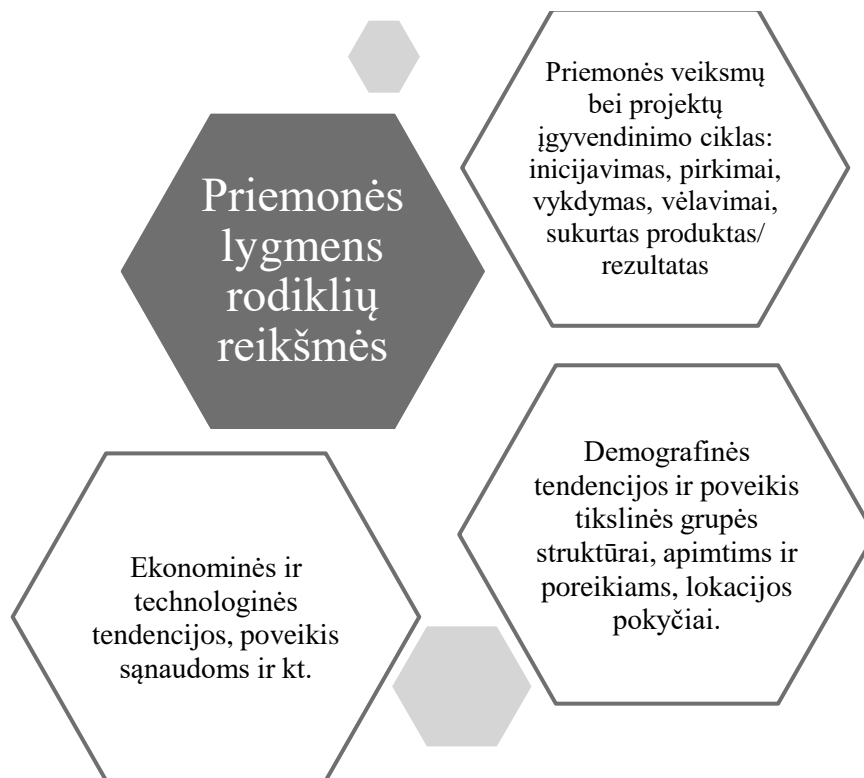 Priemonės
lygmens
rodiklių
reikšmės
Priemonės veiksmų
bei projektų
įgyvendinimo ciklas:
inicijavimas, pirkimai,
vykdymas, vėlavimai,
sukurtas produktas/
rezultatas
Demografinės
tendencijos ir poveikis
tikslinės grupės
struktūrai, apimtims ir
poreikiams, lokacijos
pokyčiai.
Ekonominės ir
technologinės
tendencijos, poveikis
sąnaudoms ir kt.